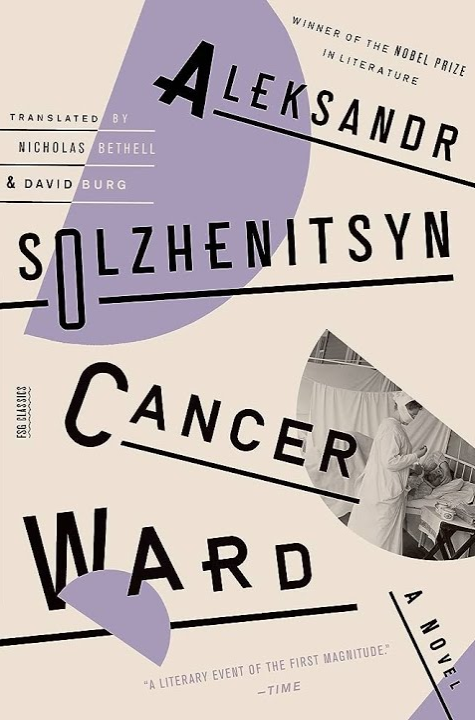 WINNER OF THE NOBEL PRIZE
IN LITERATURE
ALEKSANDR
TRANSLATED BY
NICHOLAS BETHELL
& DAVID BURG
SOLZHENITSYN
FSG CLASSICS
CANCER
WARD
A NOVEL
"A LITERARY EVENT OF THE FIRST MAGNITUDE."
—TIME